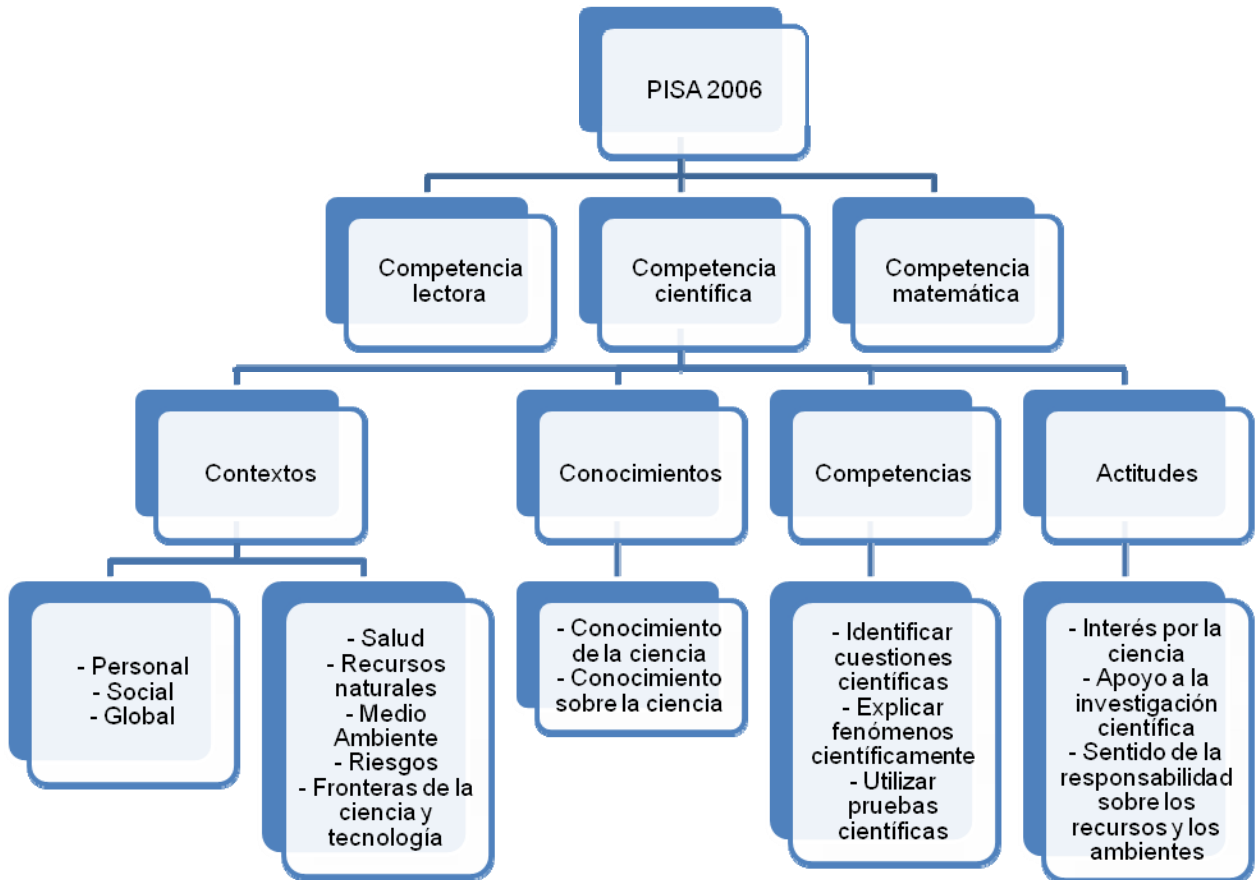 PISA 2006
Competencia
lectora
Competencia
científica
Competencia
matemática
Contextos
Conocimientos
Competencias
Actitudes
- Personal
- Social
- Global
- Salud
- Recursos
naturales
- Medio
Ambiente
- Riesgos
- Fronteras de la
ciencia y
tecnología
- Conocimiento
de la ciencia
- Conocimiento
sobre la ciencia
- Identificar
cuestiones
científicas
- Explicar
fenómenos
científicamente
- Utilizar
pruebas
científicas
- Interés por la
ciencia
- Apoyo a la
investigación
científica
- Sentido de la
responsabilidad
sobre los
recursos y los
ambientes